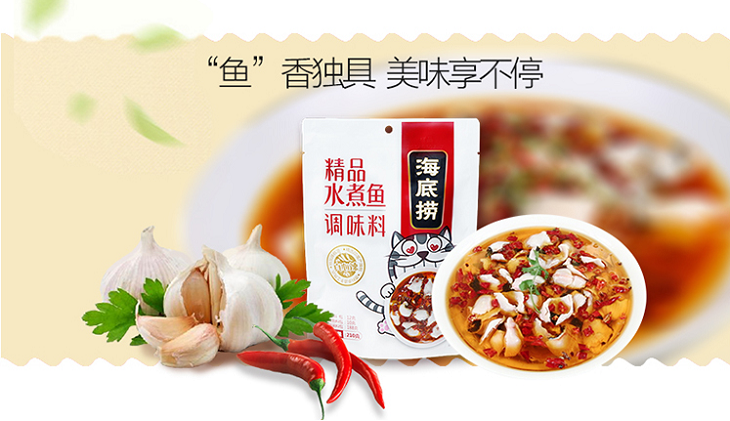 “鱼”香独具 美味享不停
精品
水煮鱼
调味料
海底捞